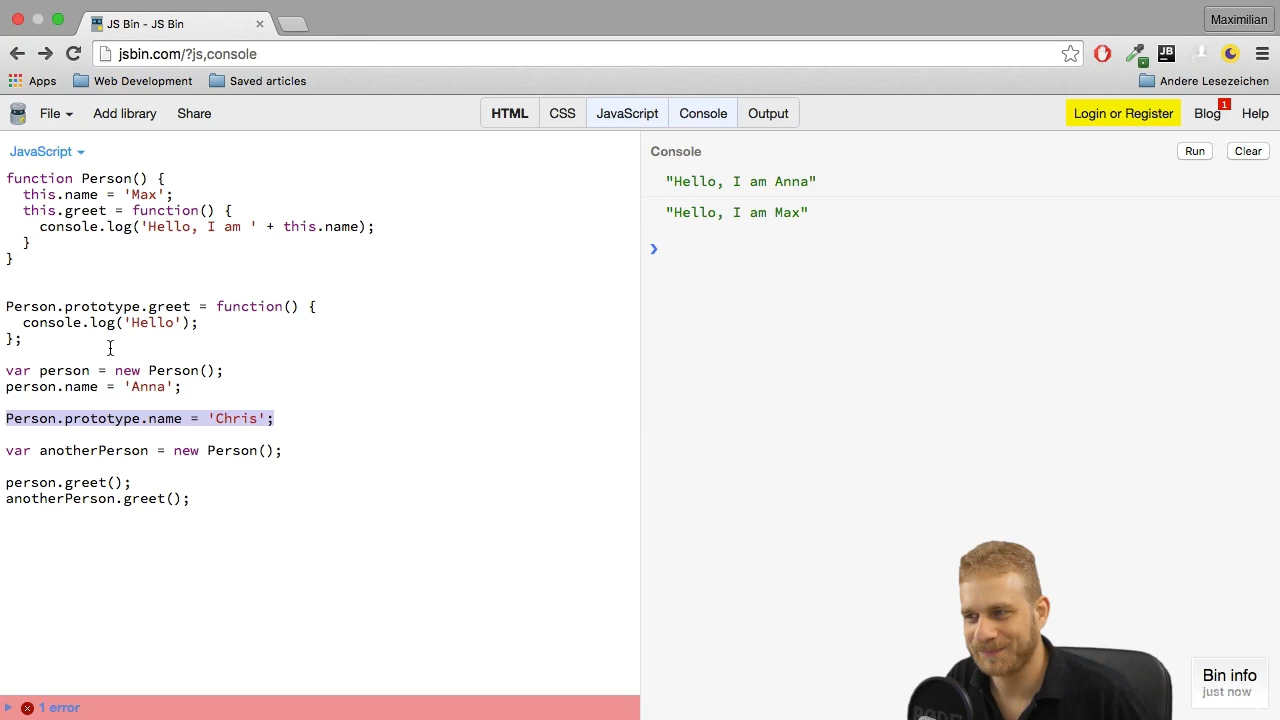 JS Bin - JS Bin
Maximilian
jsbin.com/?js,console
JB
Apps
Web Development
Saved articles
Andere Lesezeichen
File
Add library
Share
HTML
CSS
JavaScript
Console
Output
Login or Register
Blog
1
Help
JavaScript
function Person() {
this.name = 'Max';
this.greet = function() {
console.log('Hello, I am ' + this.name);
}
}
Person.prototype.greet = function() {
console.log('Hello');
};
var person = new Person();
person.name = 'Anna';
Person.prototype.name = 'Chris';
var anotherPerson = new Person();
person.greet();
anotherPerson.greet();
1 error
Console
Run
Clear
"Hello, I am Anna"
"Hello, I am Max"
Bin info
just now